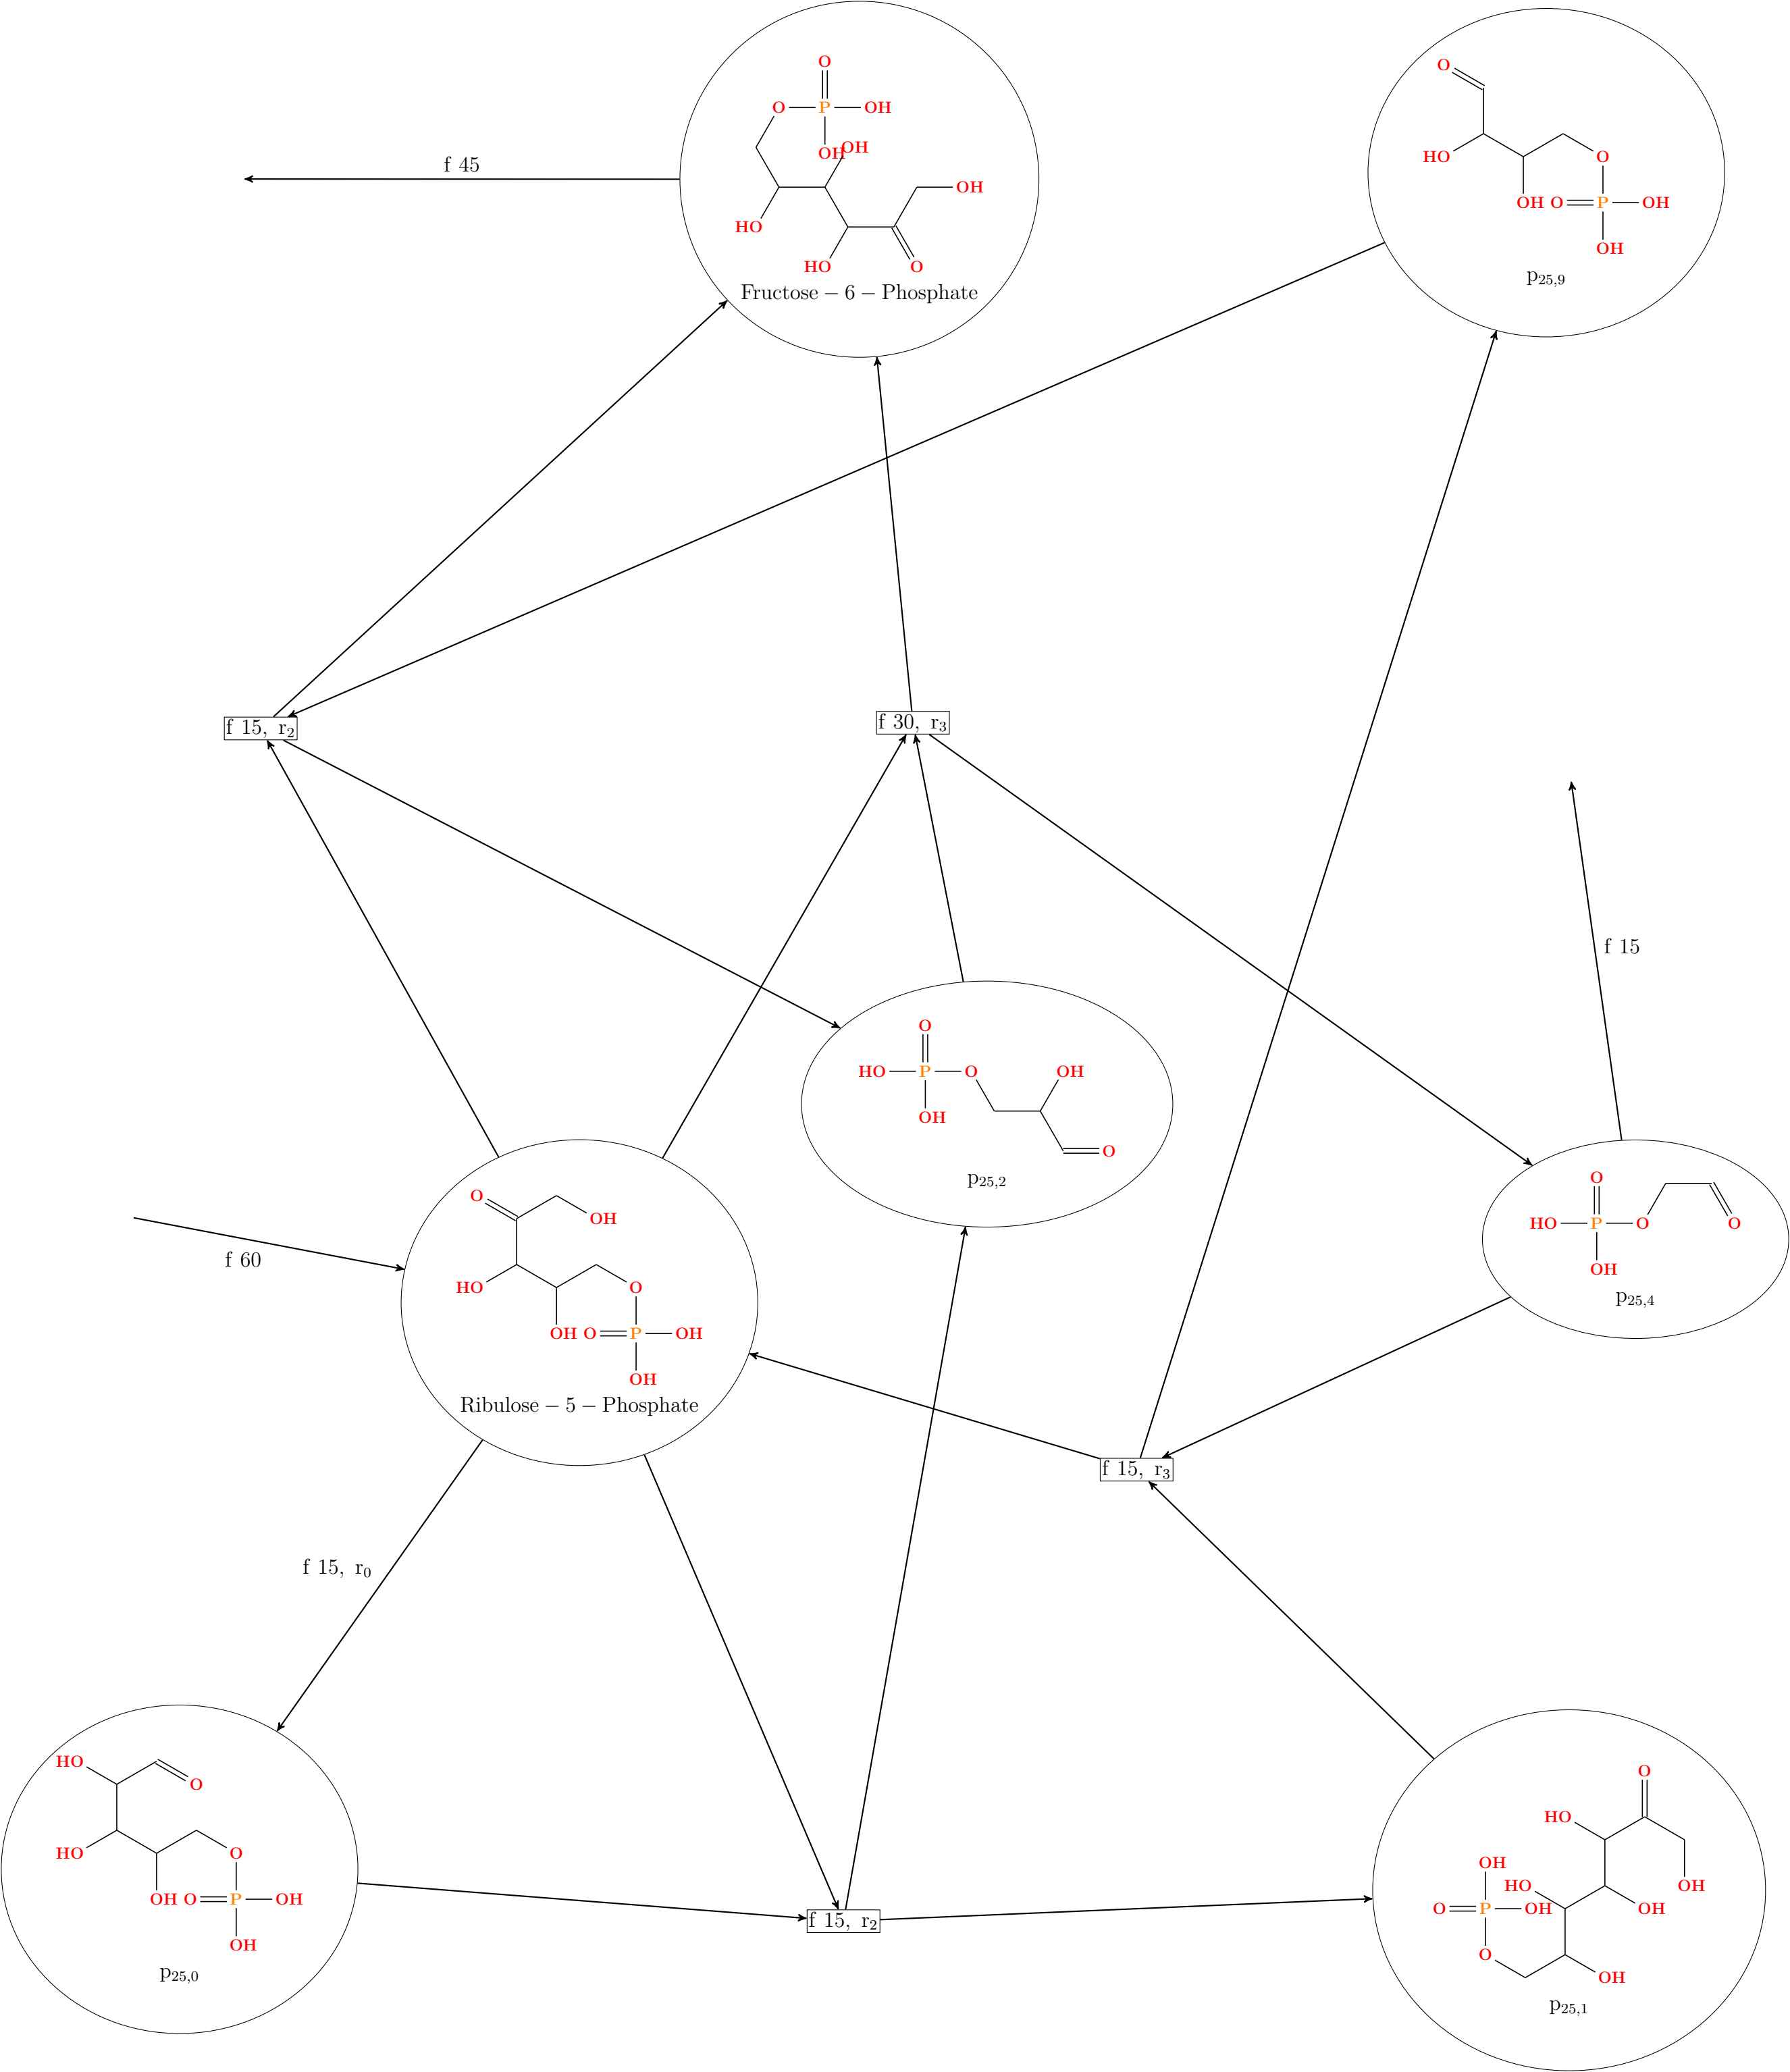 O
O P OH
OH OH
OH
HO
HO O
Fructose – 6 – Phosphate
O
HO O
OH O P OH
OH
p25,9
f 45
f 15, r2
f 30, r3
f 15
O
HO P O OH
OH
O
p25,2
O
HO P O O
OH
p25,4
f 60
O
OH
HO O
OH O P OH
OH
Ribulose – 5 – Phosphate
f 15, r3
f 15, r0
HO
O
HO O
OH O P OH
OH
p25,0
f 15, r2
O
HO
OH
HO OH
O P OH OH
O
OH
p25,1